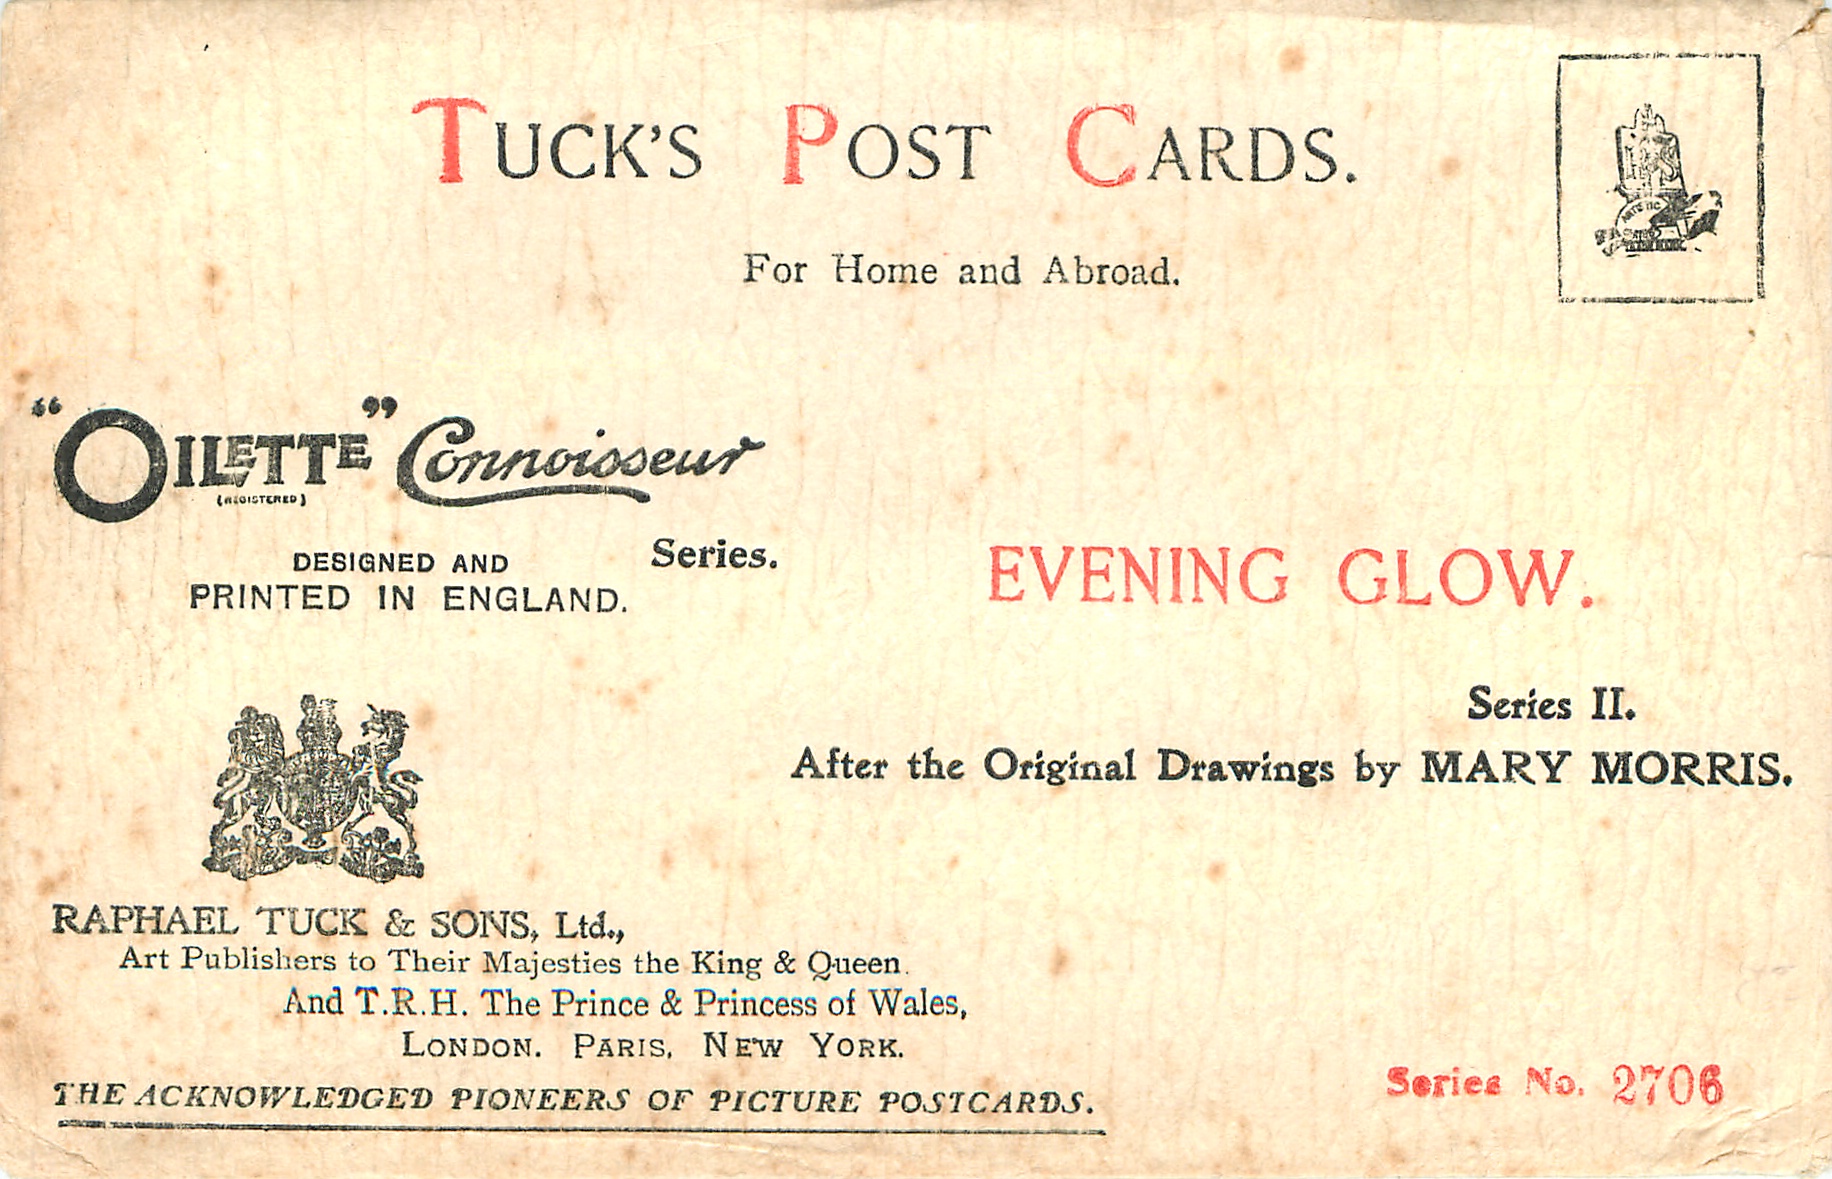 TUCK'S POST CARDS.
For Home and Abroad.
ARTISTIC
"OILETTE" Connoisseur
(REGISTERED)
Series.
DESIGNED AND
PRINTED IN ENGLAND.
EVENING GLOW.
Series II.
After the Original Drawings by MARY MORRIS.
RAPHAEL TUCK & SONS, Ltd.,
Art Publishers to Their Majesties the King & Queen.
And T.R.H. The Prince & Princess of Wales,
LONDON. PARIS. NEW YORK.
THE ACKNOWLEDGED PIONEERS OF PICTURE POSTCARDS.
Series No. 2706